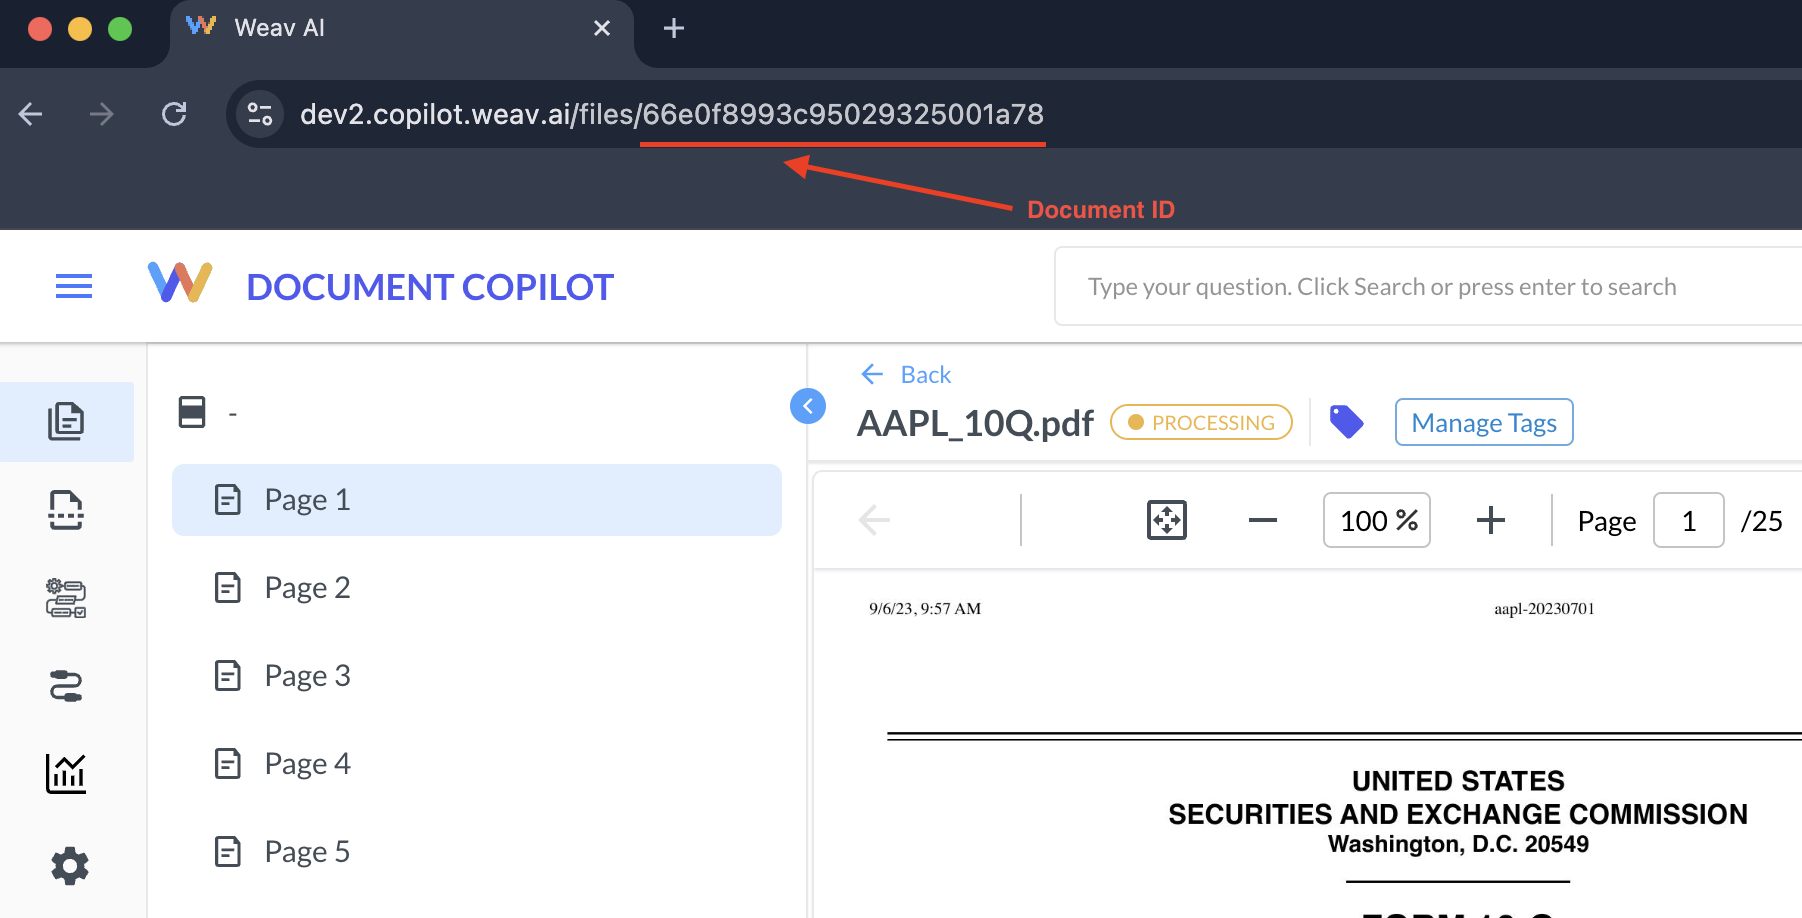 Weav AI
dev2.copilot.weav.ai/files/66e0f8993c95029325001a78
Document ID
DOCUMENT COPILOT
Type your question. Click Search or press enter to search
-
Page 1
Page 2
Page 3
Page 4
Page 5
Back
AAPL_10Q.pdf PROCESSING Manage Tags
100 % Page 1 /25
9/6/23, 9:57 AM aapl-20230701
UNITED STATES
SECURITIES AND EXCHANGE COMMISSION
Washington, D.C. 20549